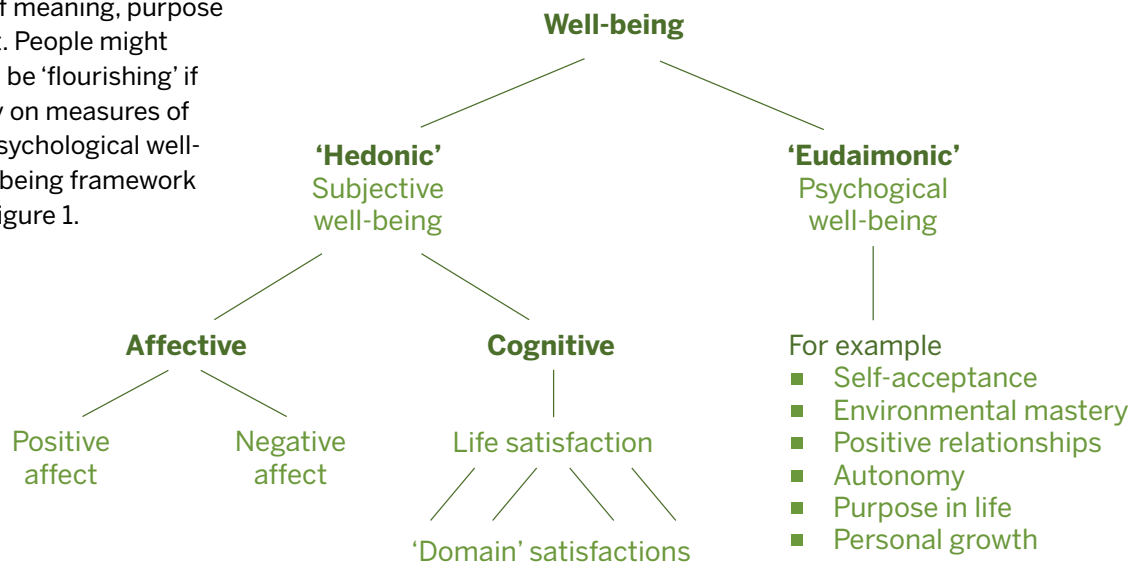 f meaning, purpose
t. People might
be ‘flourishing’ if
y on measures of
psychological well-
being framework
igure 1.
Well-being
‘Hedonic’
Subjective
well-being
‘Eudaimonic’
Psychogical
well-being
Affective
Cognitive
For example
■ Self-acceptance
■ Environmental mastery
■ Positive relationships
■ Autonomy
■ Purpose in life
■ Personal growth
Positive
affect
Negative
affect
Life satisfaction
‘Domain’ satisfactions